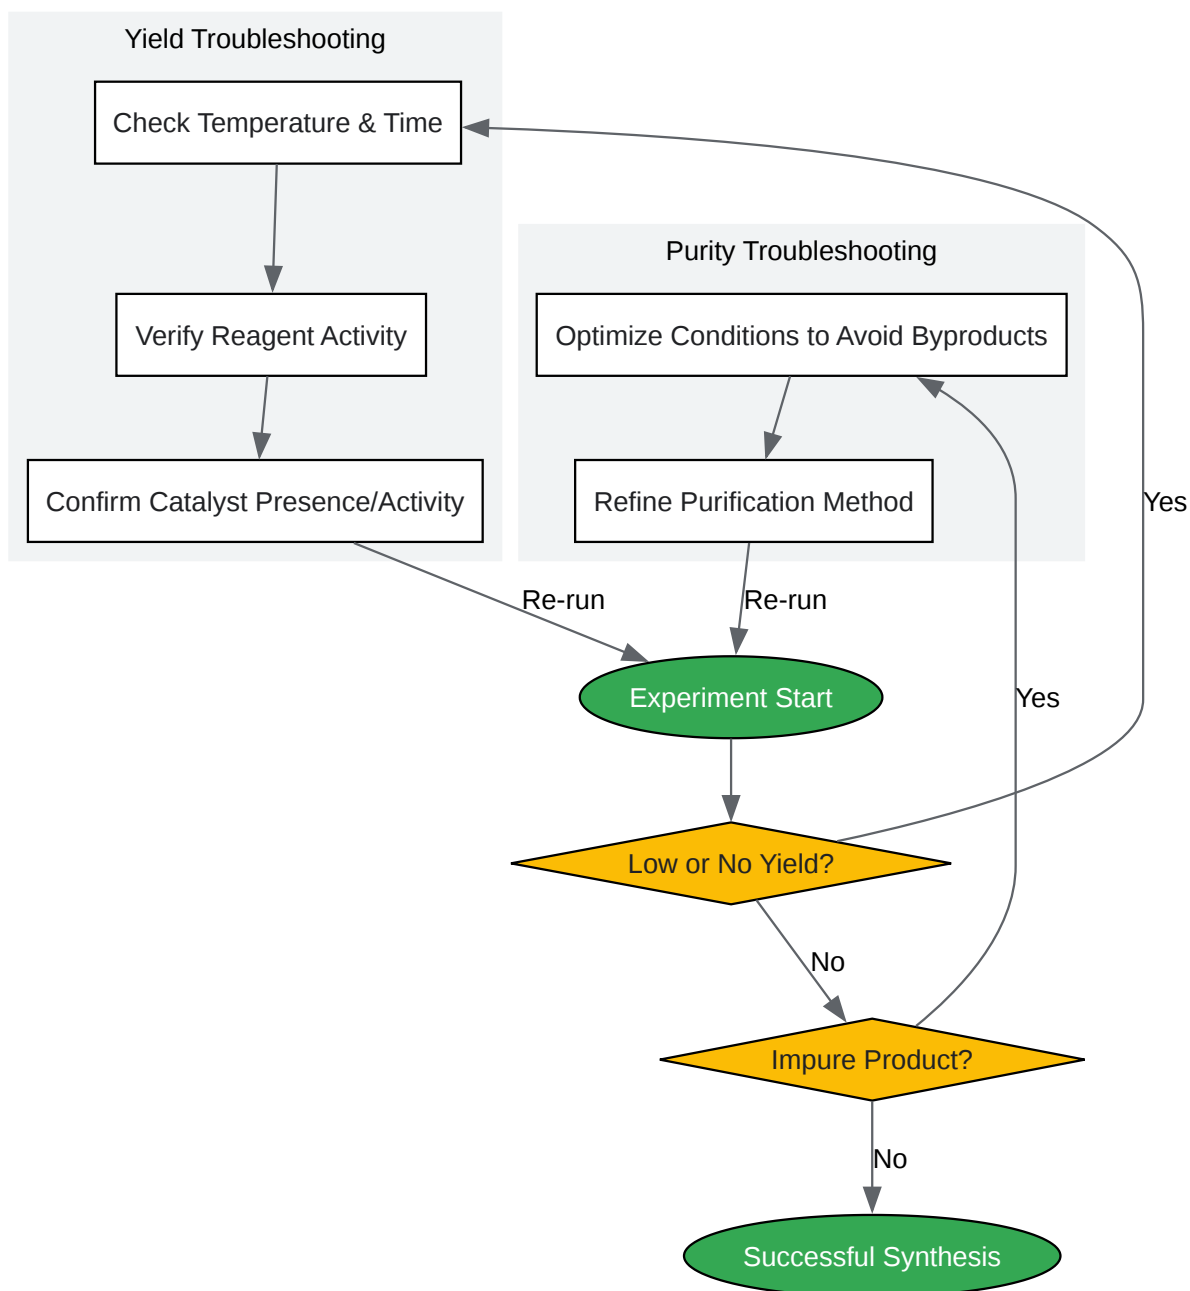 Yield Troubleshooting
Check Temperature & Time
Purity Troubleshooting
Verify Reagent Activity
Optimize Conditions to Avoid Byproducts
Confirm Catalyst Presence/Activity
Refine Purification Method
Yes
Re-run
Re-run
Experiment Start
Yes
Low or No Yield?
No
Impure Product?
No
Successful Synthesis